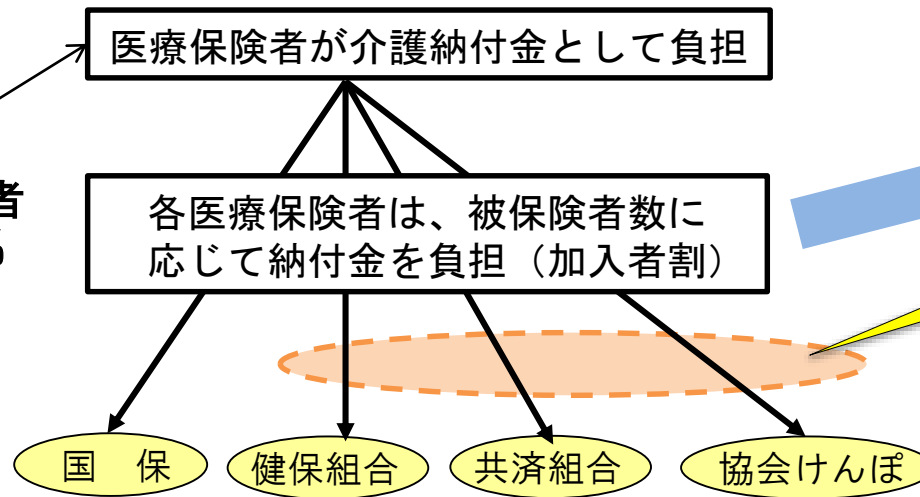 医療保険者が介護納付金として負担
者
各医療保険者は、被保険者数に
応じて納付金を負担（加入者割）
国　保
健保組合
共済組合
協会けんぽ